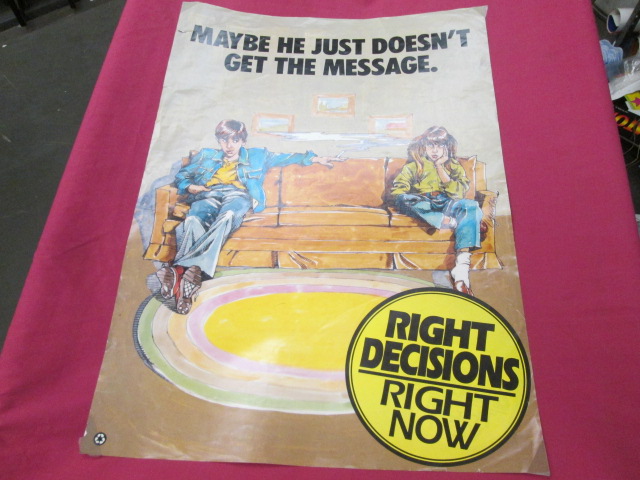 MAYBE HE JUST DOESN'T
GET THE MESSAGE.
RIGHT
DECISIONS
RIGHT
NOW